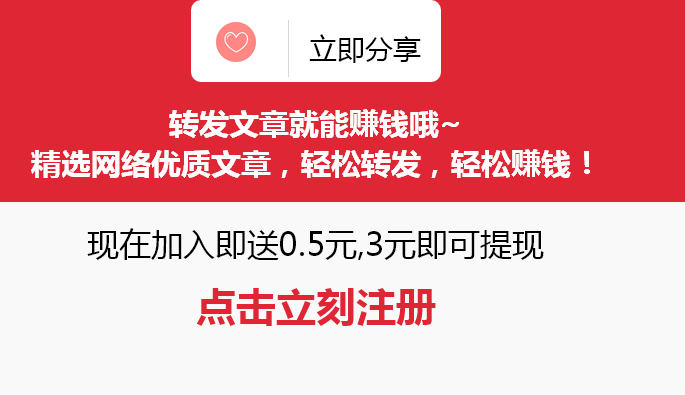 立即分享
转发文章就能赚钱哦~
精选网络优质文章，轻松转发，轻松赚钱！
现在加入即送0.5元,3元即可提现
点击立刻注册